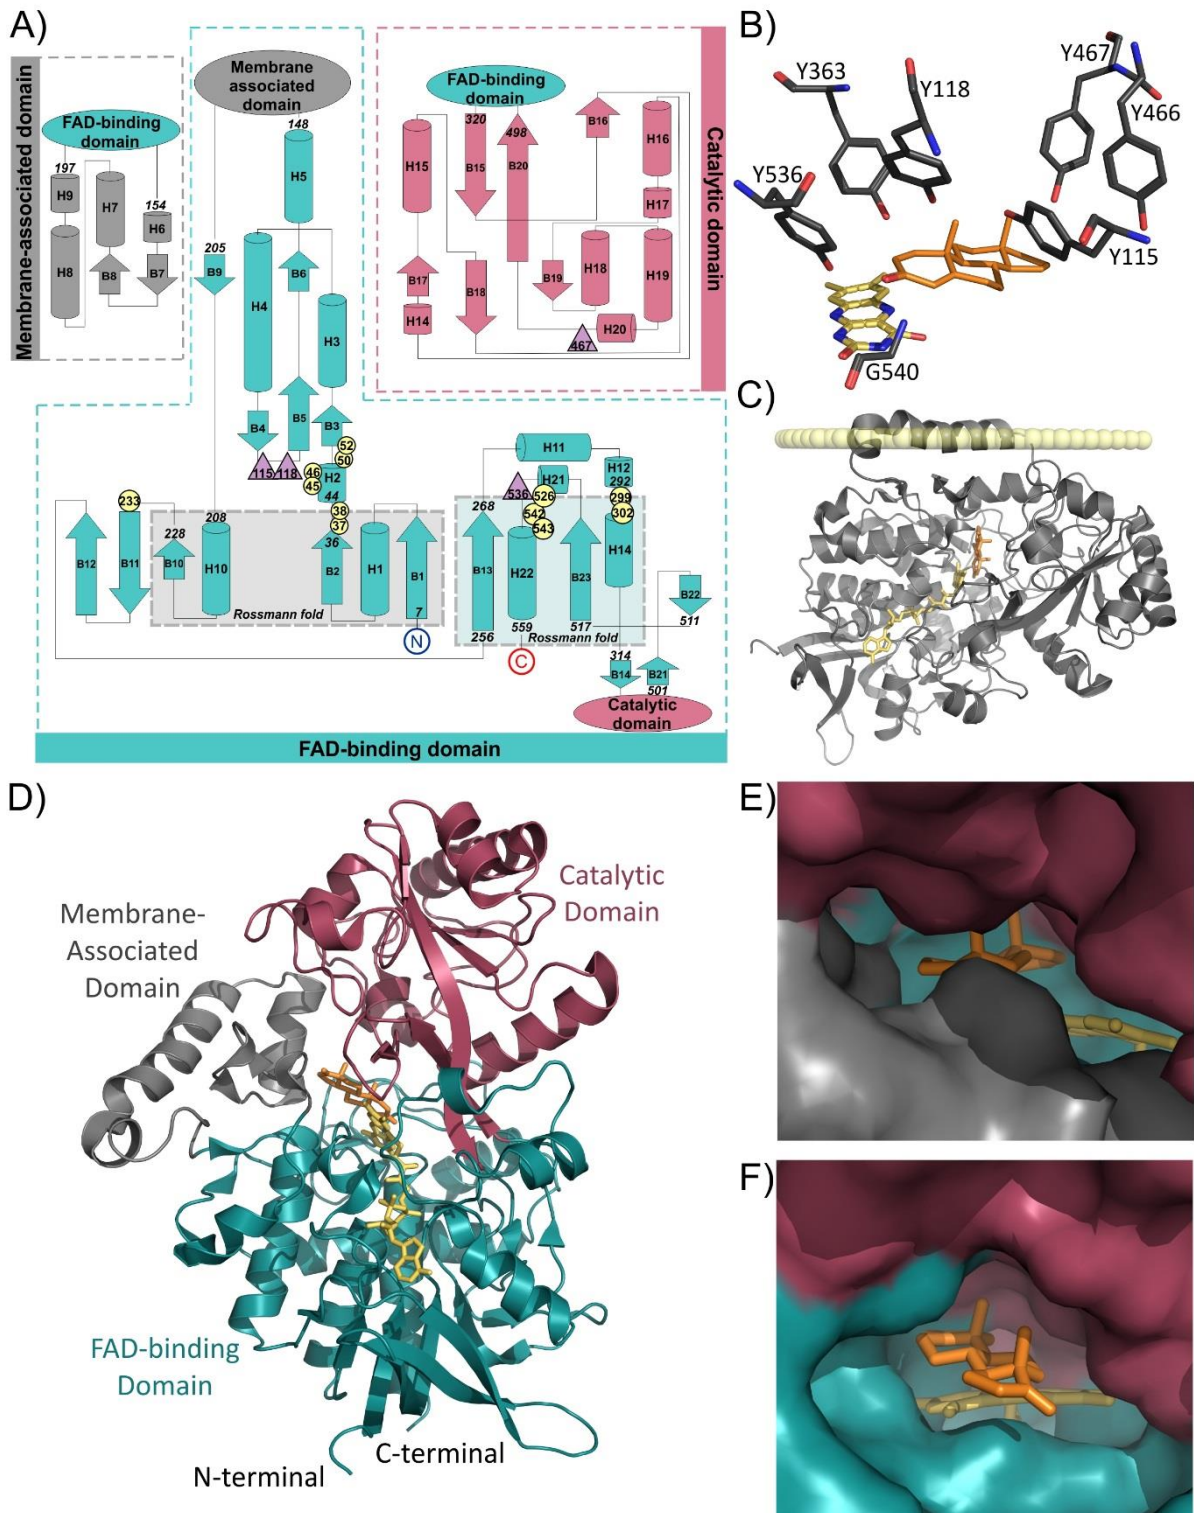 A)
Membrane-associated domain
FAD-binding
domain
197
H9
H7
154
H6
H8
B8
B7
Membrane
associated
domain
148
H5
205
B9
H4
B6
H3
B5
B4
B3
52
50
115
118
46
45
H2
44
38
37
FAD-binding
domain
320
498
B16
H15
B15
B20
H16
H17
B17
B18
B19
H18
H19
H14
467
H20
Catalytic domain
233
B12
B11
228
208
B10
H10
36
B2
H1
B1
7
Rossmann fold
N
H11
H12
292
H21
536
526
299
268
542
302
543
B13
H22
B23
H14
B22
256
559
517
511
Rossmann fold
C
314
B14
B21
501
Catalytic
domain
FAD-binding domain
B)
Y363
Y118
Y467
Y466
Y536
Y115
G540
C)
D)
Membrane-
Associated
Domain
Catalytic
Domain
FAD-binding
Domain
C-terminal
N-terminal
E)
F)